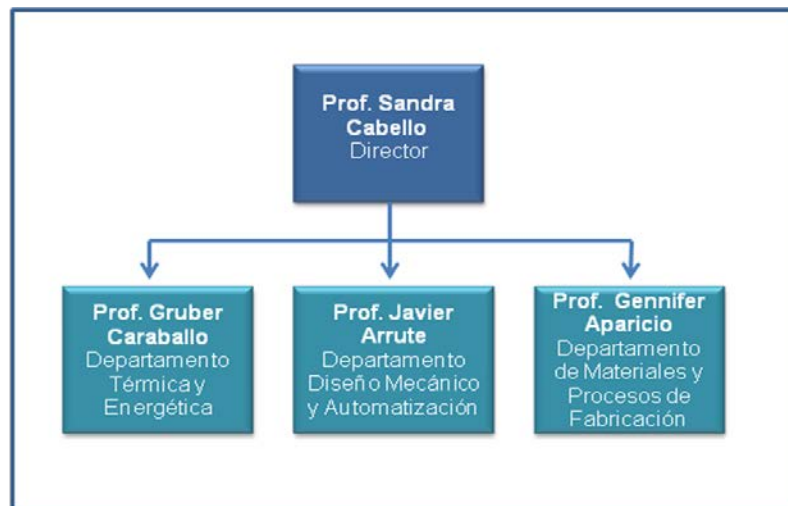 Prof. Sandra
Cabello
Director
Prof. Gruber
Caraballo
Departamento
Térmica y
Energética
Prof. Javier
Arrute
Departamento
Diseño Mecánico
y Automatización
Prof. Gennifer
Aparicio
Departamento
de Materiales y
Procesos de
Fabricación